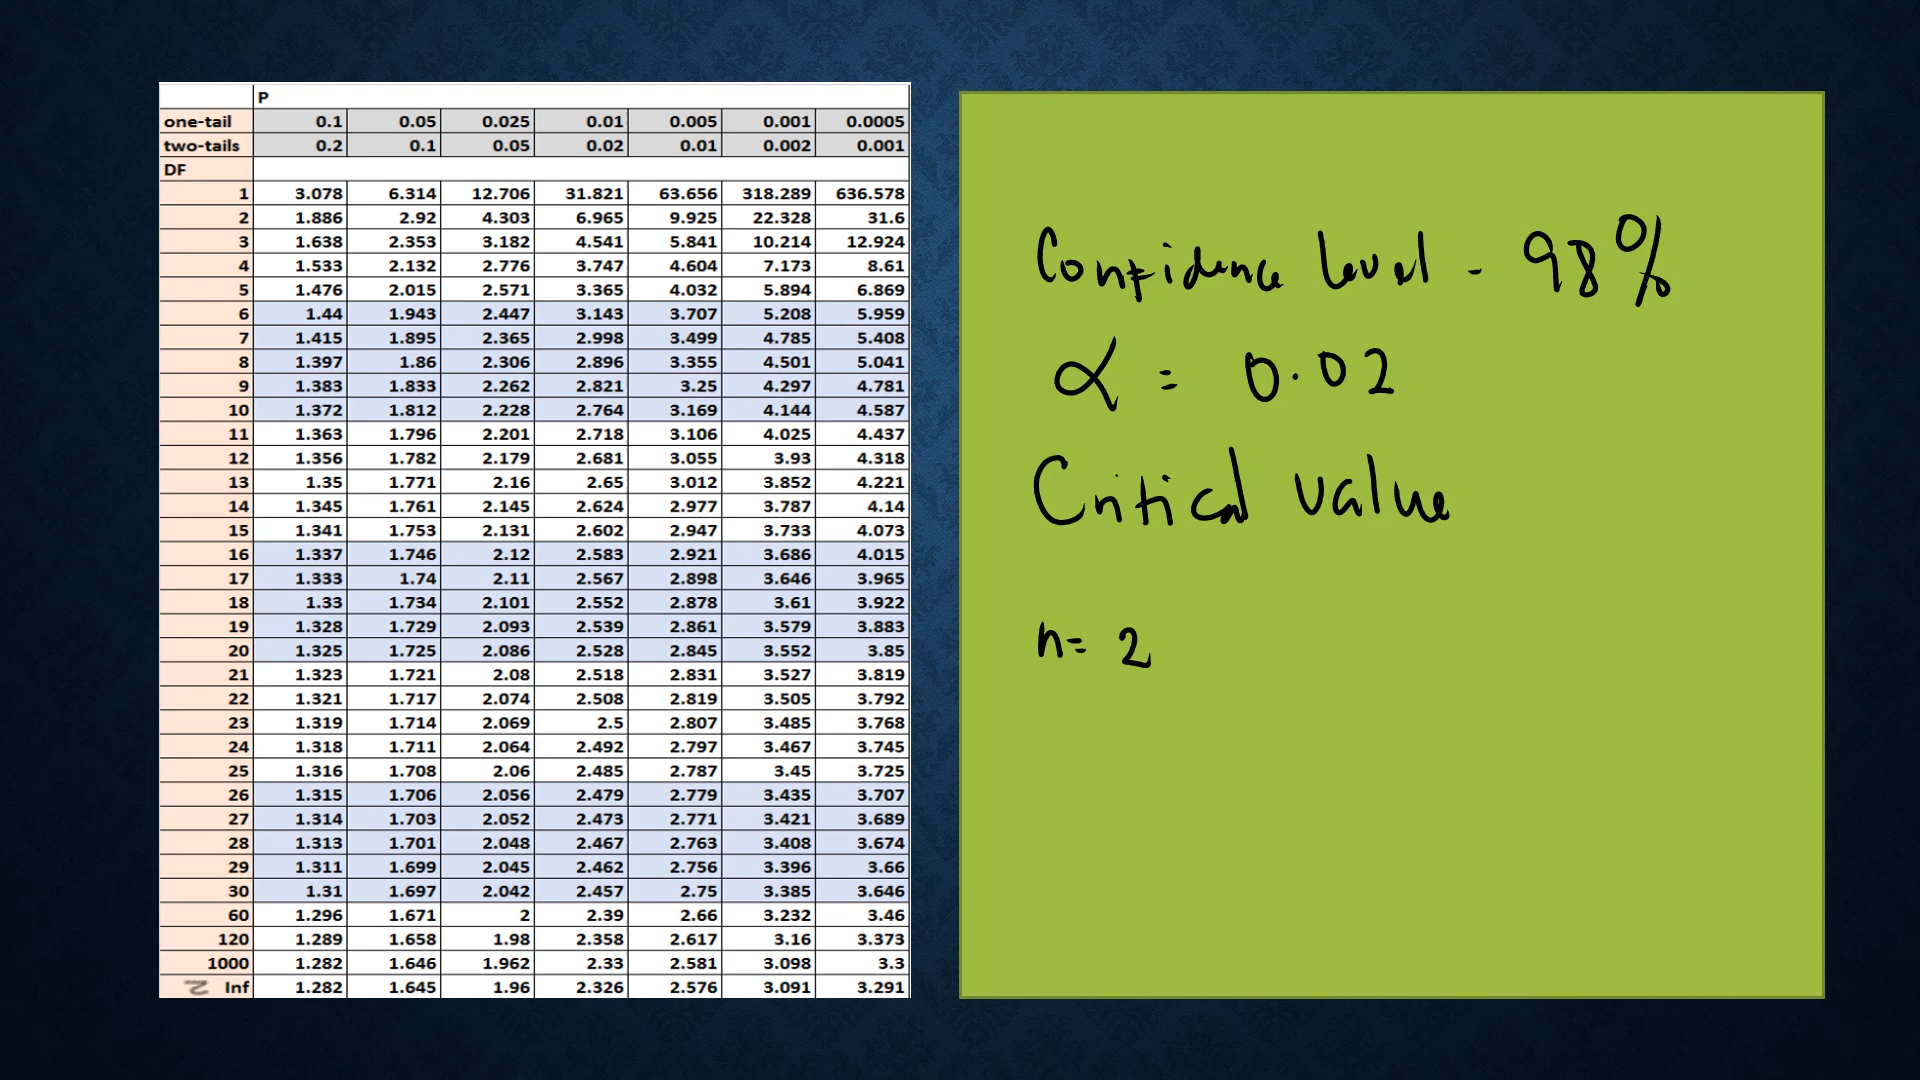 P
one-tail 0.1 0.05 0.025 0.01 0.005 0.001 0.0005
two-tails 0.2 0.1 0.05 0.02 0.01 0.002 0.001
DF
1 3.078 6.314 12.706 31.821 63.656 318.289 636.578
2 1.886 2.92 4.303 6.965 9.925 22.328 31.6
3 1.638 2.353 3.182 4.541 5.841 10.214 12.924
4 1.533 2.132 2.776 3.747 4.604 7.173 8.61
5 1.476 2.015 2.571 3.365 4.032 5.894 6.869
6 1.44 1.943 2.447 3.143 3.707 5.208 5.959
7 1.415 1.895 2.365 2.998 3.499 4.785 5.408
8 1.397 1.86 2.306 2.896 3.355 4.501 5.041
9 1.383 1.833 2.262 2.821 3.25 4.297 4.781
10 1.372 1.812 2.228 2.764 3.169 4.144 4.587
11 1.363 1.796 2.201 2.718 3.106 4.025 4.437
12 1.356 1.782 2.179 2.681 3.055 3.93 4.318
13 1.35 1.771 2.16 2.65 3.012 3.852 4.221
14 1.345 1.761 2.145 2.624 2.977 3.787 4.14
15 1.341 1.753 2.131 2.602 2.947 3.733 4.073
16 1.337 1.746 2.12 2.583 2.921 3.686 4.015
17 1.333 1.74 2.11 2.567 2.898 3.646 3.965
18 1.33 1.734 2.101 2.552 2.878 3.61 3.922
19 1.328 1.729 2.093 2.539 2.861 3.579 3.883
20 1.325 1.725 2.086 2.528 2.845 3.552 3.85
21 1.323 1.721 2.08 2.518 2.831 3.527 3.819
22 1.321 1.717 2.074 2.508 2.819 3.505 3.792
23 1.319 1.714 2.069 2.5 2.807 3.485 3.768
24 1.318 1.711 2.064 2.492 2.797 3.467 3.745
25 1.316 1.708 2.06 2.485 2.787 3.45 3.725
26 1.315 1.706 2.056 2.479 2.779 3.435 3.707
27 1.314 1.703 2.052 2.473 2.771 3.421 3.689
28 1.313 1.701 2.048 2.467 2.763 3.408 3.674
29 1.311 1.699 2.045 2.462 2.756 3.396 3.66
30 1.31 1.697 2.042 2.457 2.75 3.385 3.646
60 1.296 1.671 2 2.39 2.66 3.232 3.46
120 1.289 1.658 1.98 2.358 2.617 3.16 3.373
1000 1.282 1.646 1.962 2.33 2.581 3.098 3.3
Z Inf 1.282 1.645 1.96 2.326 2.576 3.091 3.291
Confidence level - 98%
α = 0.02
Critical value
n = 2